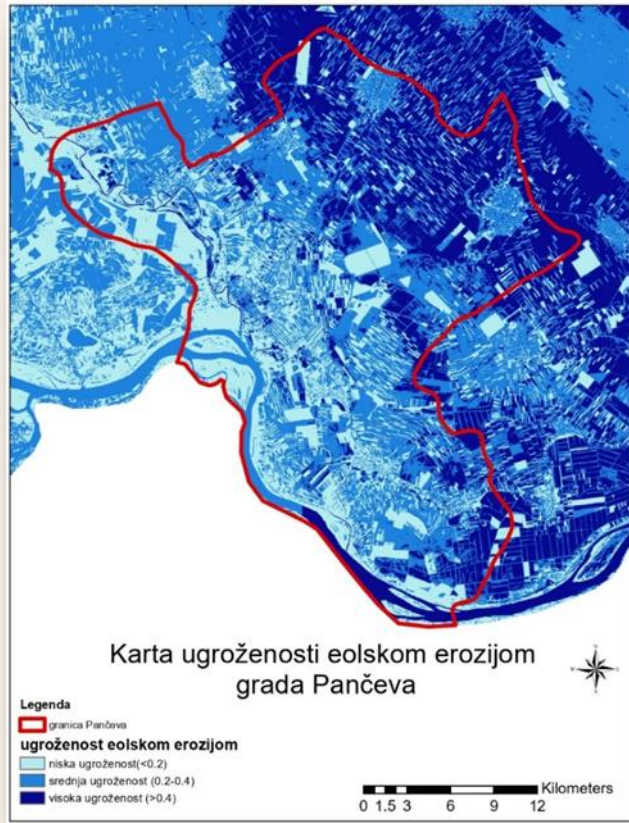 Karta ugroženosti eolskom erozijom
grada Pančeva
Legenda
granica Pančeva
ugroženost eolskom erozijom
niska ugroženost(<0.2)
srednja ugroženost (0.2-0.4)
visoka ugroženost (>0.4)
Kilometers
0 1.5 3 6 9 12